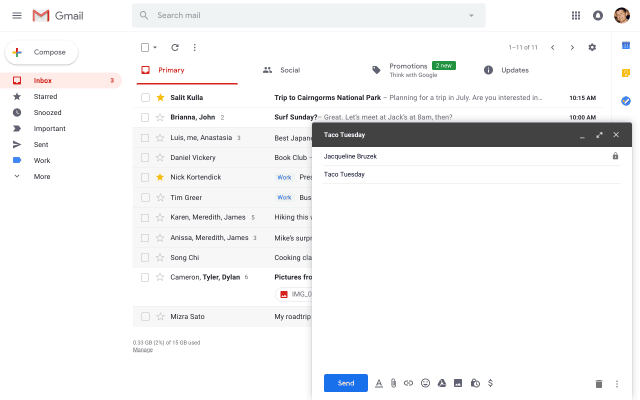 Gmail
Search mail
Compose
1–11 of 11
Primary
Social
Promotions 2 new
Think with Google
Updates
Inbox 3
Starred
Snoozed
Important
Sent
Work
More
Salit Kulla Trip to Cairngorms National Park – Planning for a trip in July. Are you interested in... 10:15 AM
Brianna, John 2 Surf Sunday? – Great. Let's meet at Jack's at 8am, then? 10:00 AM
Luis, me, Anastasia 3 Best Japan
Daniel Vickery Book Club –
Nick Kortendick Work Pres
Tim Greer Work Bus
Karen, Meredith, James 5 Hiking this w
Anissa, Meredith, James 3 Mike's surpr
Song Chi Cooking cla
Cameron, Tyler, Dylan 6 Pictures fro
IMG_0
Mizra Sato My roadtrip
0.33 GB (2%) of 15 GB used
Manage
Taco Tuesday
Jacqueline Bruzek
Taco Tuesday
Send